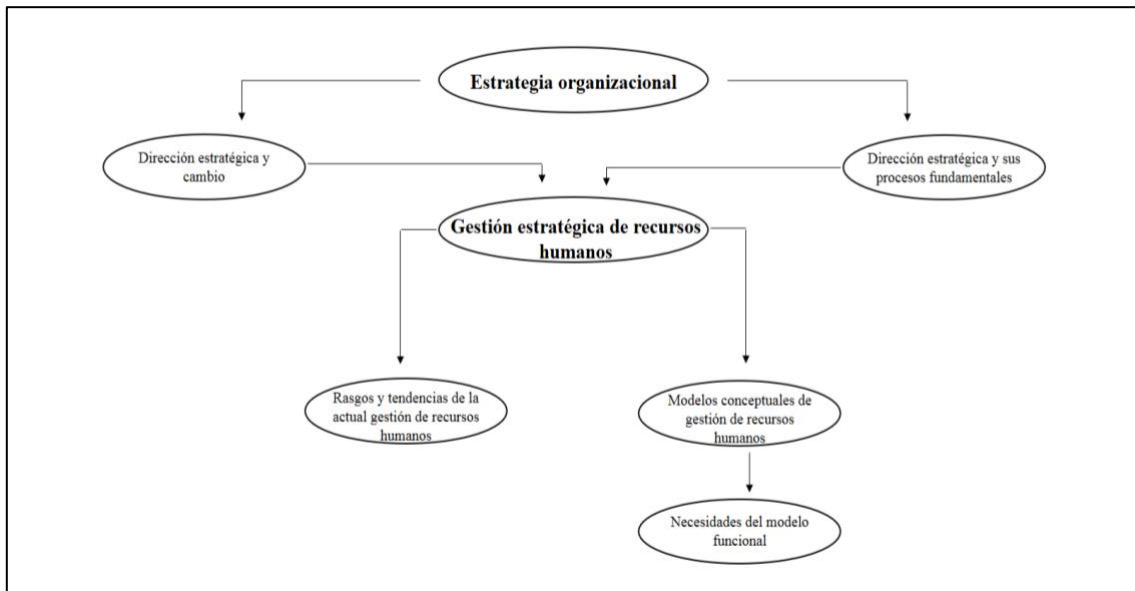 Estrategia organizacional
Dirección estratégica y
cambio
Dirección estratégica y sus
procesos fundamentales
Gestión estratégica de recursos
humanos
Rasgos y tendencias de la
actual gestión de recursos
humanos
Modelos conceptuales de
gestión de recursos
humanos
Necesidades del modelo
funcional